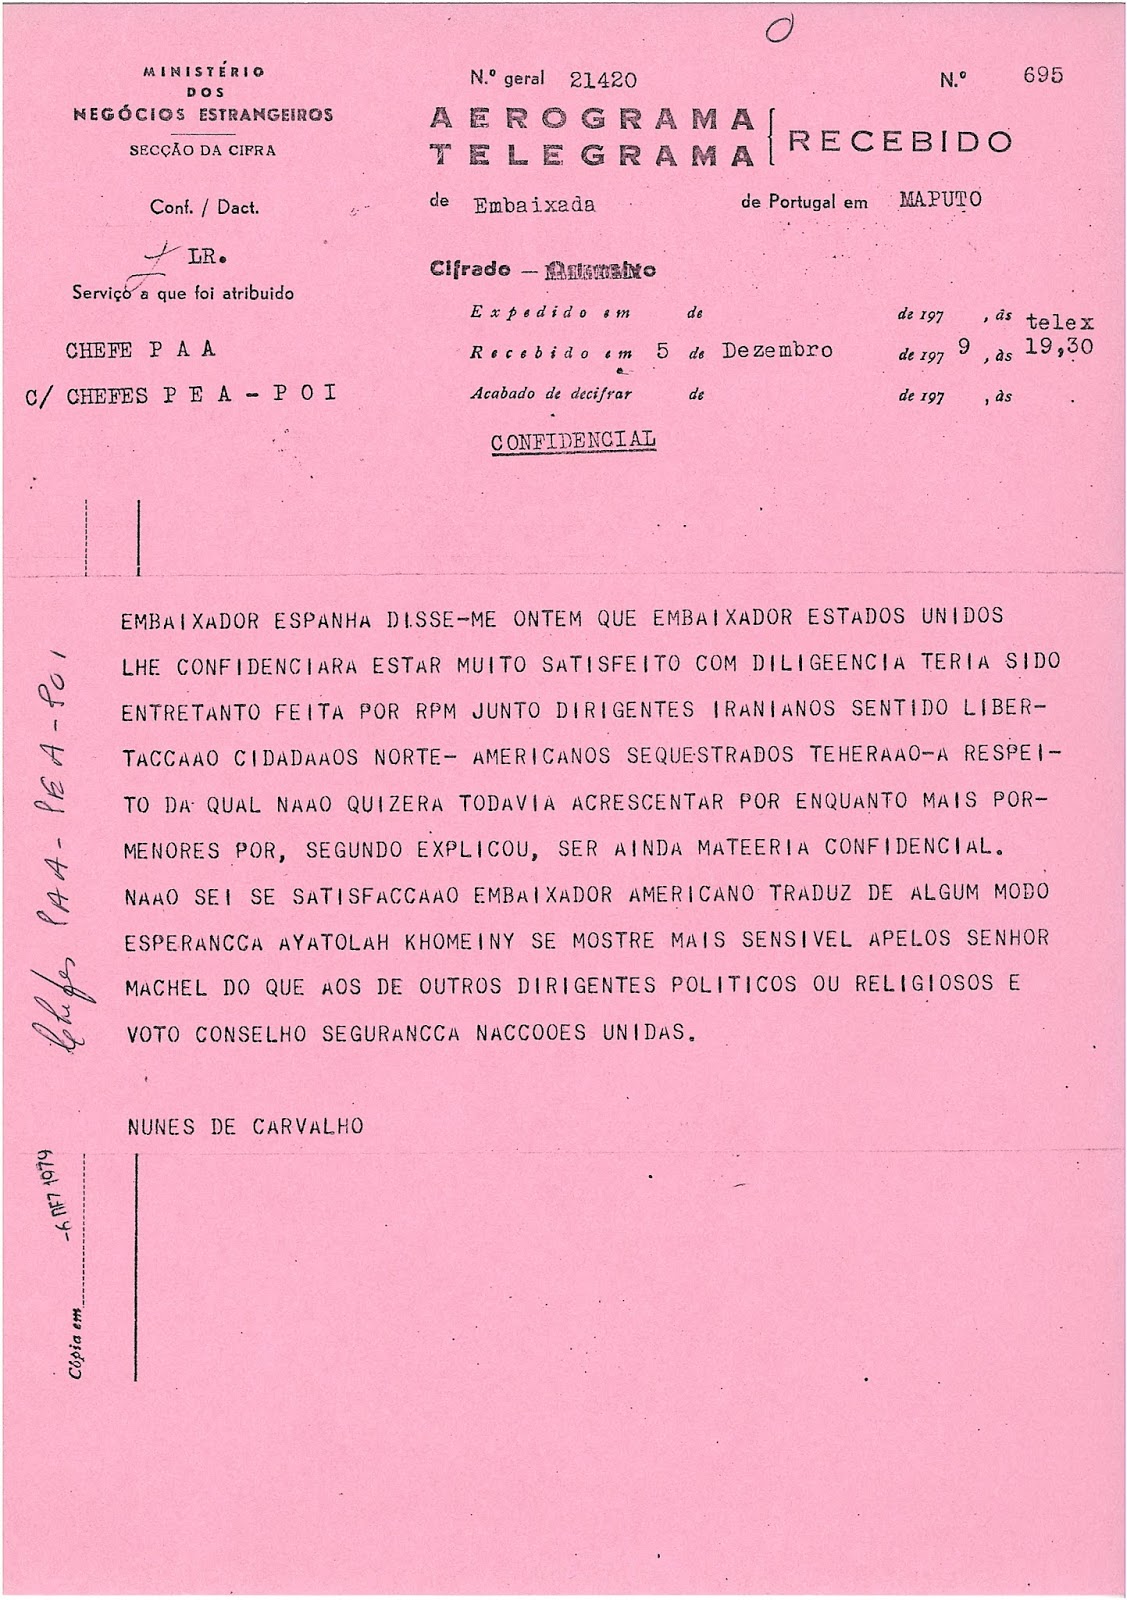 MINISTÉRIO
DOS
NEGÓCIOS ESTRANGEIROS
SECÇÃO DA CIFRA
Conf. / Dact.
LR.
Serviço a que foi atribuido
CHEFE P A A
C/ CHEFES P E A - P O I
N.º geral 21420
N.º 695
AEROGRAMA
TELEGRAMA
RECEBIDO
de Embaixada de Portugal em MAPUTO
Cifrado —
Expedido em de de 197 , às telex
Recebido em 5 de Dezembro de 197 9 , às 19,30
Acabado de decifrar de de 197 , às .
CONFIDENCIAL
EMBAIXADOR ESPANHA DISSE-ME ONTEM QUE EMBAIXADOR ESTADOS UNIDOS
LHE CONFIDENCIARA ESTAR MUITO SATISFEITO COM DILIGEENCIA TERIA SIDO
ENTRETANTO FEITA POR RPM JUNTO DIRIGENTES IRANIANOS SENTIDO LIBER-
TACCAAO CIDADAAOS NORTE- AMERICANOS SEQUESTRADOS TEHERAAO-A RESPEI-
TO DA QUAL NAAO QUIZERA TODAVIA ACRESCENTAR POR ENQUANTO MAIS POR-
MENORES POR, SEGUNDO EXPLICOU, SER AINDA MATEERIA CONFIDENCIAL.
NAAO SEI SE SATISFACCAAO EMBAIXADOR AMERICANO TRADUZ DE ALGUM MODO
ESPERANCCA AYATOLAH KHOMEINY SE MOSTRE MAIS SENSIVEL APELOS SENHOR
MACHEL DO QUE AOS DE OUTROS DIRIGENTES POLITICOS OU RELIGIOSOS E
VOTO CONSELHO SEGURANCCA NACCOOES UNIDAS.
NUNES DE CARVALHO
Chefes PAA - PEA - POI
Cópia em -6 DEZ 1979